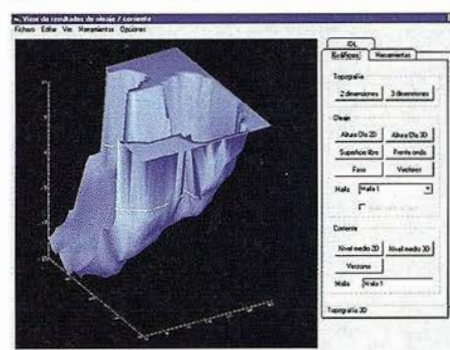 Visor de resultados de oleaje / corriente
Fichero Editar Ver Herramientas Opciones
IDL
Gráficos Herramientas
Topografía
2 dimensiones 3 dimensiones
Oleaje
Altura Ola 2D Altura Ola 3D
Superficie libre Frente onda
Fase Vectores
Malla Malla 1
Corriente
Nivel medio 2D Nivel medio 3D
Vectores
Malla Malla 1
Topografía 3D